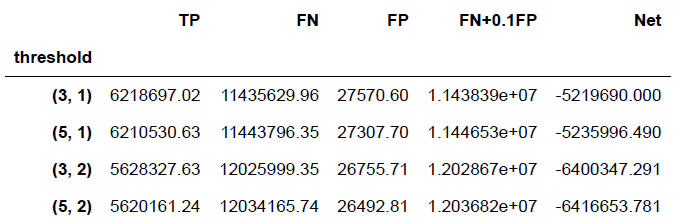 TP FN FP FN+0.1FP Net
threshold
(3, 1) 6218697.02 11435629.96 27570.60 1.143839e+07 -5219690.000
(5, 1) 6210530.63 11443796.35 27307.70 1.144653e+07 -5235996.490
(3, 2) 5628327.63 12025999.35 26755.71 1.202867e+07 -6400347.291
(5, 2) 5620161.24 12034165.74 26492.81 1.203682e+07 -6416653.781